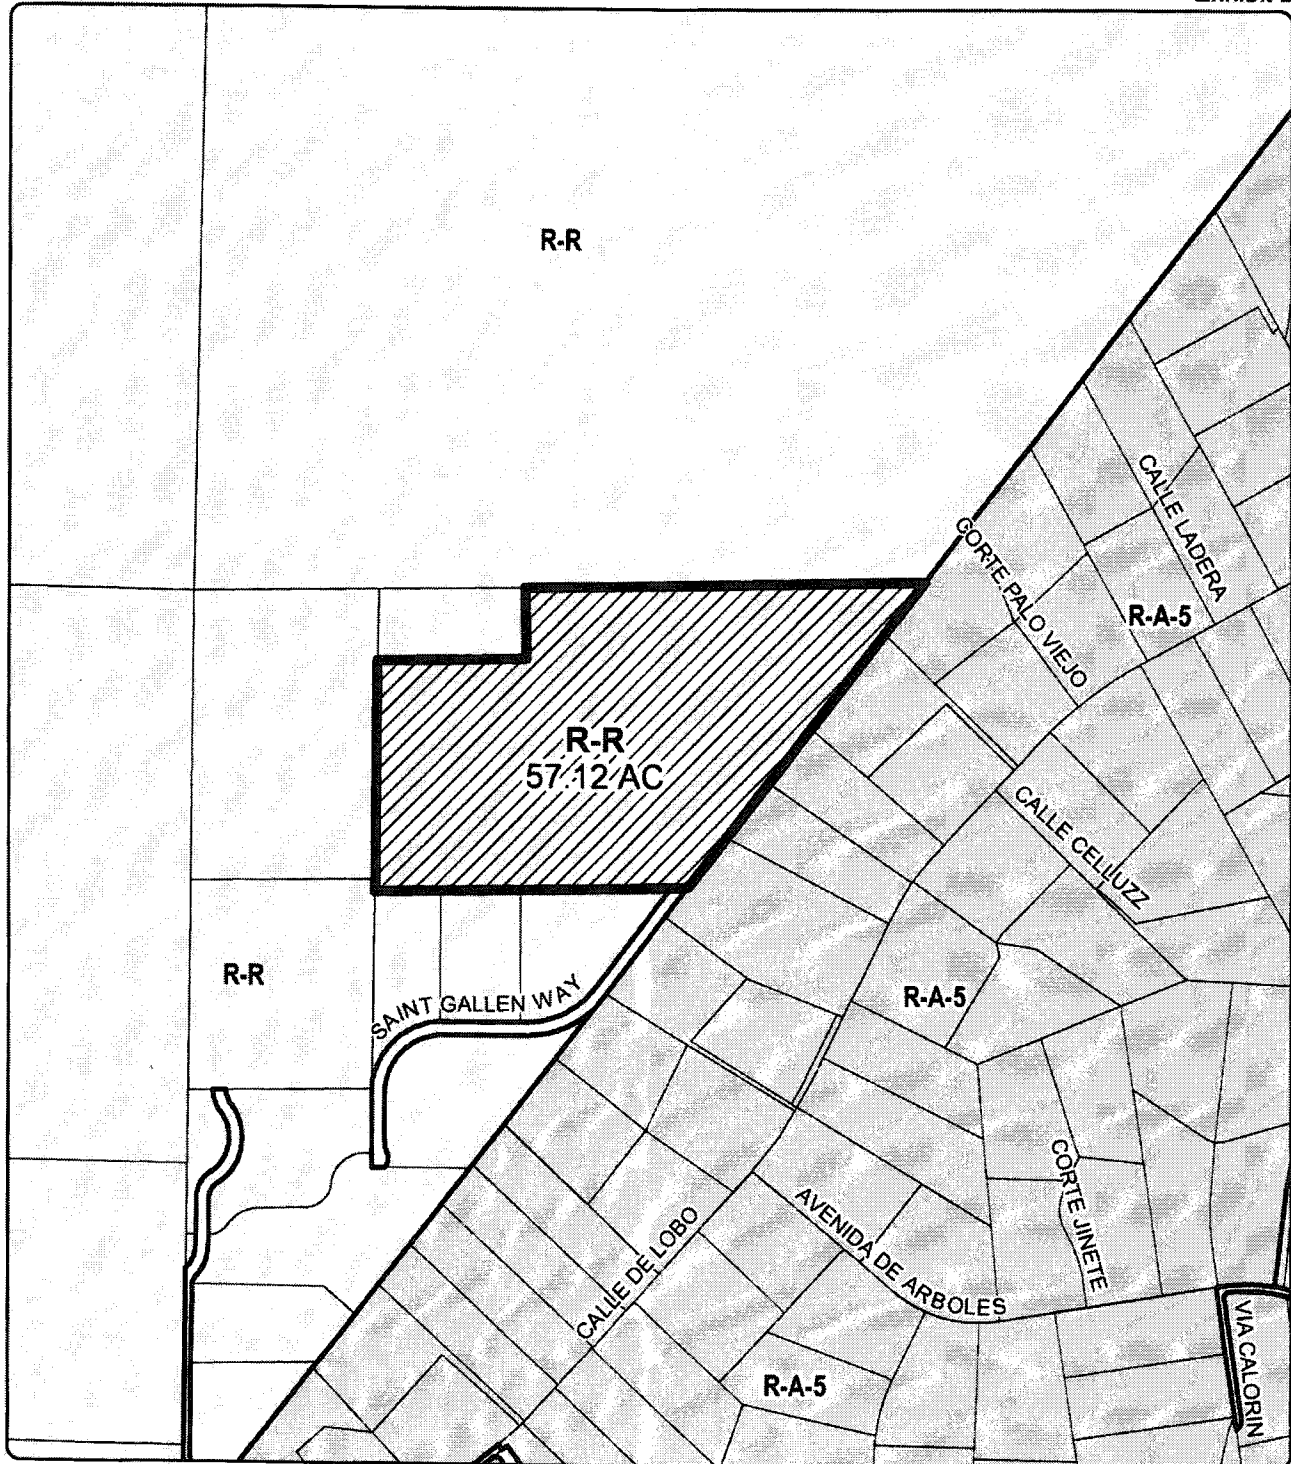 R-R
CORTE PALO VIEJO
CALLE LADERA
R-A-5
R-R
57.12 AC
CALLE CELLUZZ
R-R
SAINT GALLEN WAY
R-A-5
CORTE JINETE
CALLE DE LOBO
AVENIDA DE ARBOLES
R-A-5
VIA CALORIN